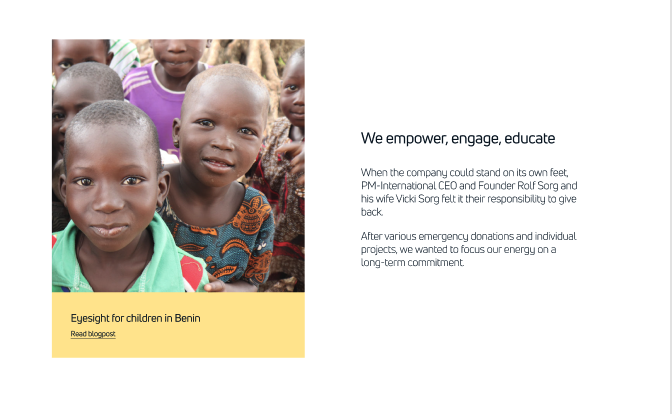 We empower, engage, educate
When the company could stand on its own feet,
PM-International CEO and Founder Rolf Sorg and
his wife Vicki Sorg felt it their responsibility to give
back.
After various emergency donations and individual
projects, we wanted to focus our energy on a
long-term commitment.
Eyesight for children in Benin
Read blogpost